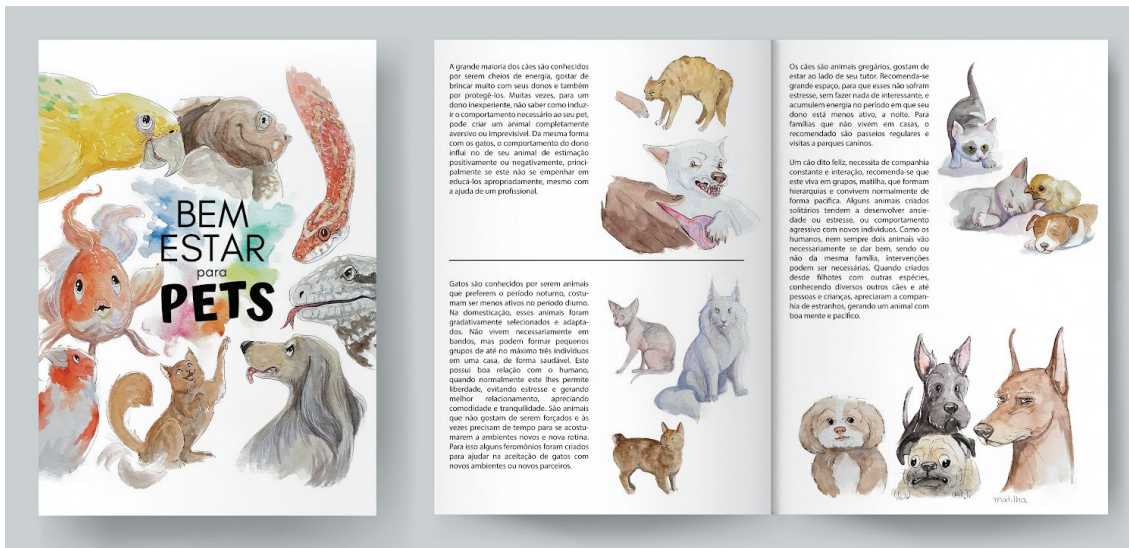 BEM
ESTAR
para
PETS
A grande maioria dos cães são conhecidos
por serem cheios de energia, gostar de
brincar muito com seus donos e também
por protegê-los. Muitas vezes, para um
dono inexperiente, não saber como induz-
ir o comportamento necessário ao seu pet,
pode criar um animal completamente
aversivo ou imprevisível. Da mesma forma
com os gatos, o comportamento do dono
influi no de seu animal de estimação
positivamente ou negativamente, princi-
palmente se este não se empenhar em
educá-los apropriadamente, mesmo com
a ajuda de um profissional.
Gatos são conhecidos por serem animais
que preferem o período noturno, costu-
mam ser menos ativos no período diurno.
Na domesticação, esses animais foram
gradativamente selecionados e adapta-
dos. Não vivem necessariamente em
bandos, mas podem formar pequenos
grupos de até no máximo três indivíduos
em uma casa, de forma saudável. Este
possui boa relação com o humano,
quando normalmente este lhes permite
liberdade, evitando estresse e gerando
melhor relacionamento, apreciando
comodidade e tranquilidade. São animais
que não gostam de serem forçados e às
vezes precisam de tempo para se acostu-
marem a ambientes novos e nova rotina.
Para isso alguns feromônios foram criados
para ajudar na aceitação de gatos com
novos ambientes ou novos parceiros.
Os cães são animais gregários, gostam de
estar ao lado de seu tutor. Recomenda-se
grande espaço, para que esses não sofram
estresse, sem fazer nada de interessante, e
acumulem energia no período em que seu
dono está menos ativo, a noite. Para
famílias que não vivem em casas, o
recomendado são passeios regulares e
visitas a parques caninos.
Um cão dito feliz, necessita de companhia
constante e interação, recomenda-se que
este viva em grupos, matilha, que formam
hierarquias e convivem normalmente de
forma pacífica. Alguns animais criados
solitários tendem a desenvolver ansie-
dade ou estresse, ou comportamento
agressivo com novos indivíduos. Como os
humanos, nem sempre dois animais vão
necessariamente se dar bem, sendo ou
não da mesma família, intervenções
podem ser necessárias. Quando criados
desde filhotes com outras espécies,
conhecendo diversos outros cães e até
pessoas e crianças, apreciaram a compan-
hia de estranhos, gerando um animal com
boa mente e pacífico.
matilha